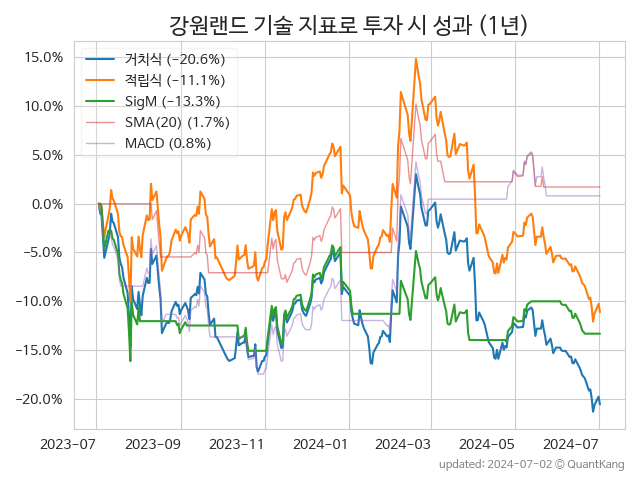 강원랜드 기술 지표로 투자 시 성과 (1년)
15.0%
10.0%
5.0%
0.0%
−5.0%
−10.0%
−15.0%
−20.0%
거치식 (−20.6%)
적립식 (−11.1%)
SigM (−13.3%)
SMA(20) (1.7%)
MACD (0.8%)
2023-07 2023-09 2023-11 2024-01 2024-03 2024-05 2024-07
updated: 2024-07-02 © QuantKang